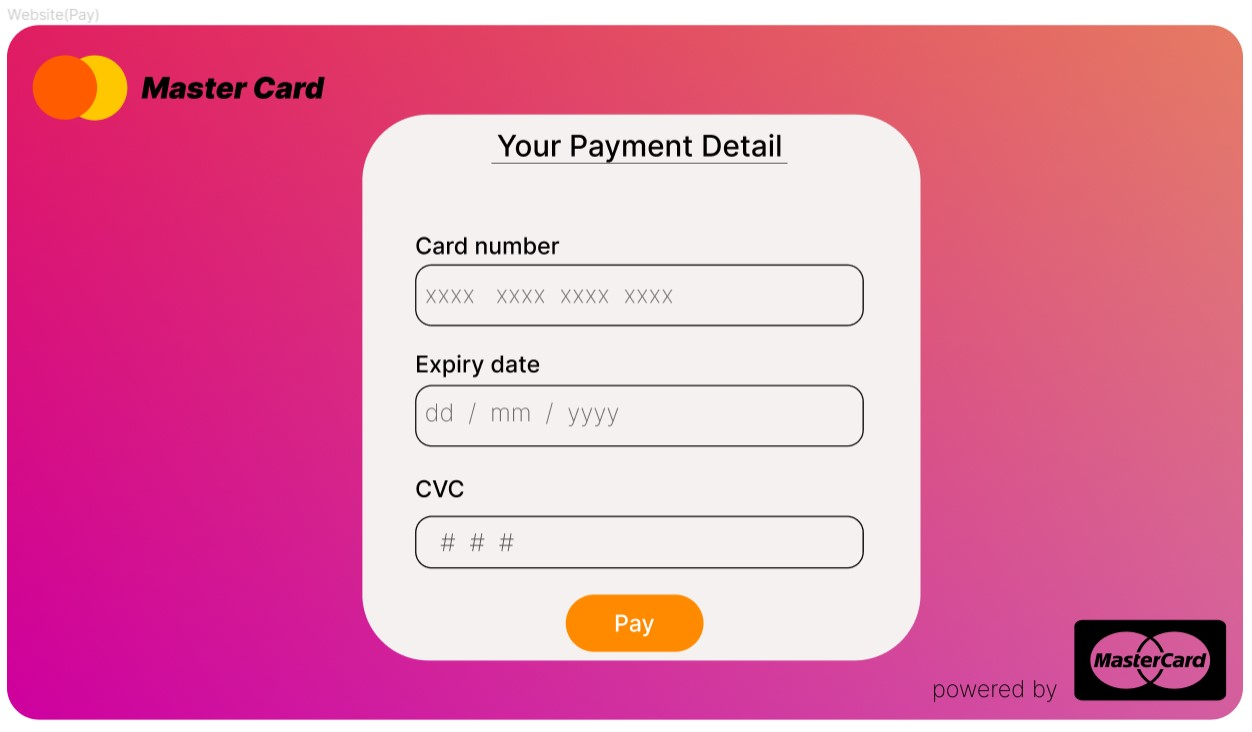 Website(Pay)
Master Card
Your Payment Detail
Card number
xxxx xxxx xxxx xxxx
Expiry date
dd / mm / yyyy
CVC
# # #
Pay
powered by
MasterCard